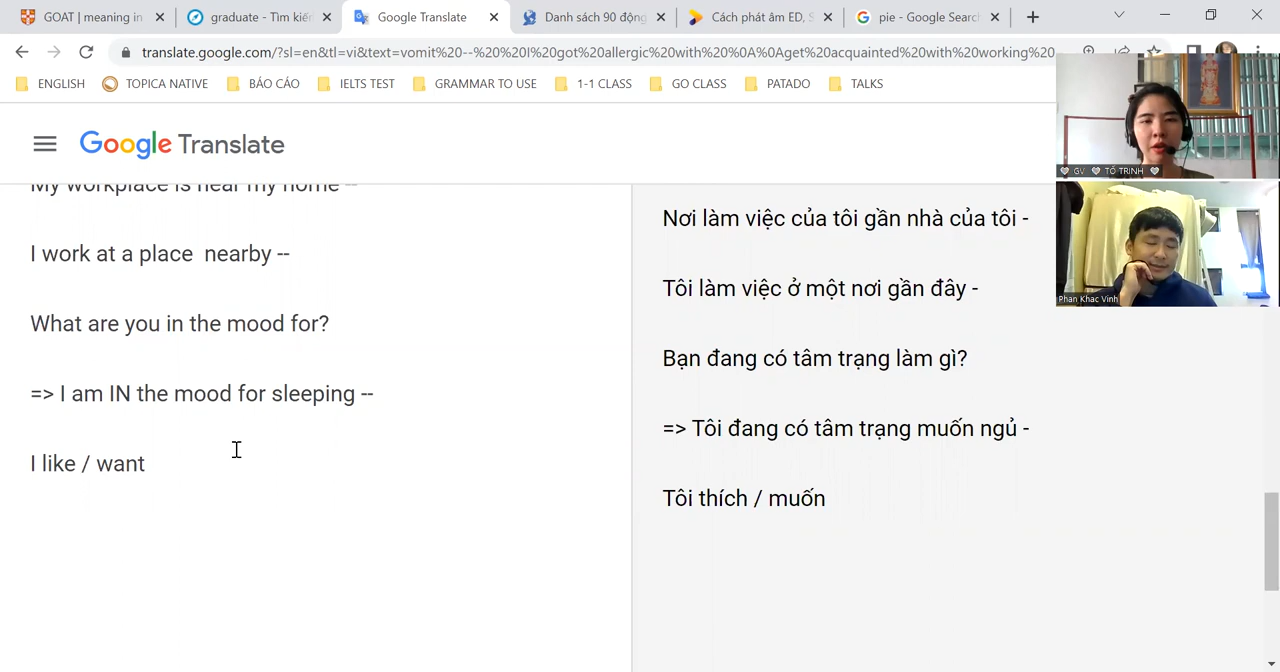 GOAT | meaning in
graduate - Tìm kiến
Google Translate
Danh sách 90 động
Cách phát âm ED, S
pie - Google Search
translate.google.com/?sl=en&tl=vi&text=vomit%20--%20%20I%20got%20allergic%20with%20%0A%0Aget%20acquainted%20with%20working%20
ENGLISH
TOPICA NATIVE
BÁO CÁO
IELTS TEST
GRAMMAR TO USE
1-1 CLASS
GO CLASS
PATADO
TALKS
Google Translate
My workplace is near my home --
I work at a place nearby --
What are you in the mood for?
=> I am IN the mood for sleeping --
I like / want
Nơi làm việc của tôi gần nhà của tôi -
Tôi làm việc ở một nơi gần đây -
Bạn đang có tâm trạng làm gì?
=> Tôi đang có tâm trạng muốn ngủ -
Tôi thích / muốn
GV TỐ TRINH
Phan Khac Vinh